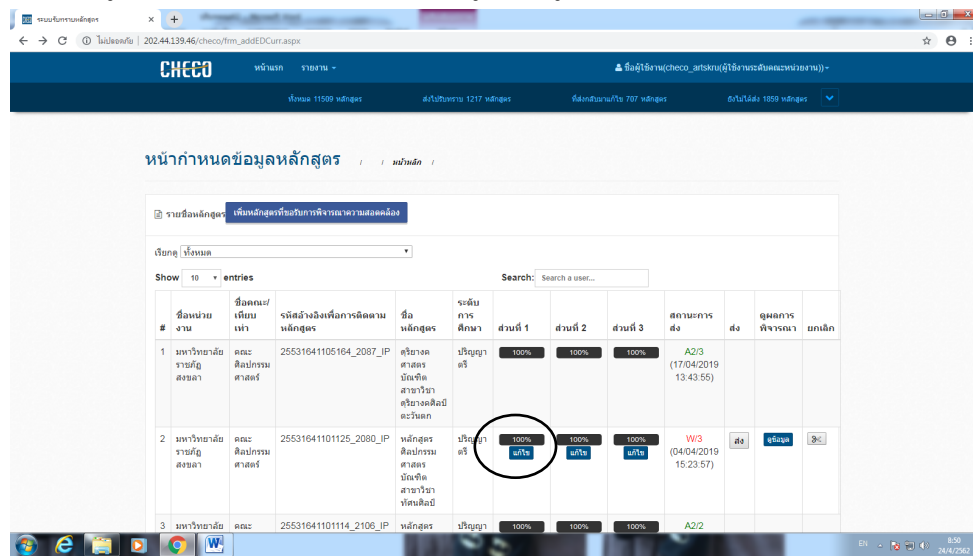 ระบบรับทราบหลักสูตร
ไม่ปลอดภัย | 202.44.139.46/checo/frm_addEDCurr.aspx
CHECO หน้าแรก รายงาน ชื่อผู้ใช้งาน(checo_artskru(ผู้ใช้งานระดับคณะหน่วยงาน))
ทั้งหมด 11509 หลักสูตร ส่งไปรับทราบ 1217 หลักสูตร ที่ส่งกลับมาแก้ไข 707 หลักสูตร ยังไม่ได้ส่ง 1859 หลักสูตร
หน้ากำหนดข้อมูลหลักสูตร / / หน้าหลัก /
รายชื่อหลักสูตร เพิ่มหลักสูตรที่ขอรับการพิจารณาความสอดคล้อง
เรียกดู ทั้งหมด
Show 10 entries Search: Search a user...
# ชื่อหน่วยงาน ชื่อคณะ/เทียบเท่า รหัสอ้างอิงเพื่อการติดตามหลักสูตร ชื่อหลักสูตร ระดับการศึกษา ส่วนที่ 1 ส่วนที่ 2 ส่วนที่ 3 สถานะการส่ง ส่ง ดูผลการพิจารณา ยกเลิก
1 มหาวิทยาลัย คณะ 25531641105164_2087_IP ดุริยางค ปริญญา 100% 100% 100% A2/3
ราชภัฏ ศิลปกรรม ศาสตร ตรี (17/04/2019
สงขลา ศาสตร์ บัณฑิต 13:43:55)
สาขาวิชา
ดุริยางคศิลป์
ตะวันตก
2 มหาวิทยาลัย คณะ 25531641101125_2080_IP หลักสูตร ปริญญา 100% 100% 100% W/3 ส่ง ดูข้อมูล
ราชภัฏ ศิลปกรรม ศิลปกรรม ตรี แก้ไข แก้ไข แก้ไข (04/04/2019
สงขลา ศาสตร์ ศาสตร 15:23:57)
บัณฑิต
สาขาวิชา
ทัศนศิลป์
3 มหาวิทยาลัย คณะ 25531641101114_2106_IP หลักสูตร ปริญญา 100% 100% 100% A2/2
EN 8:50
24/4/2562